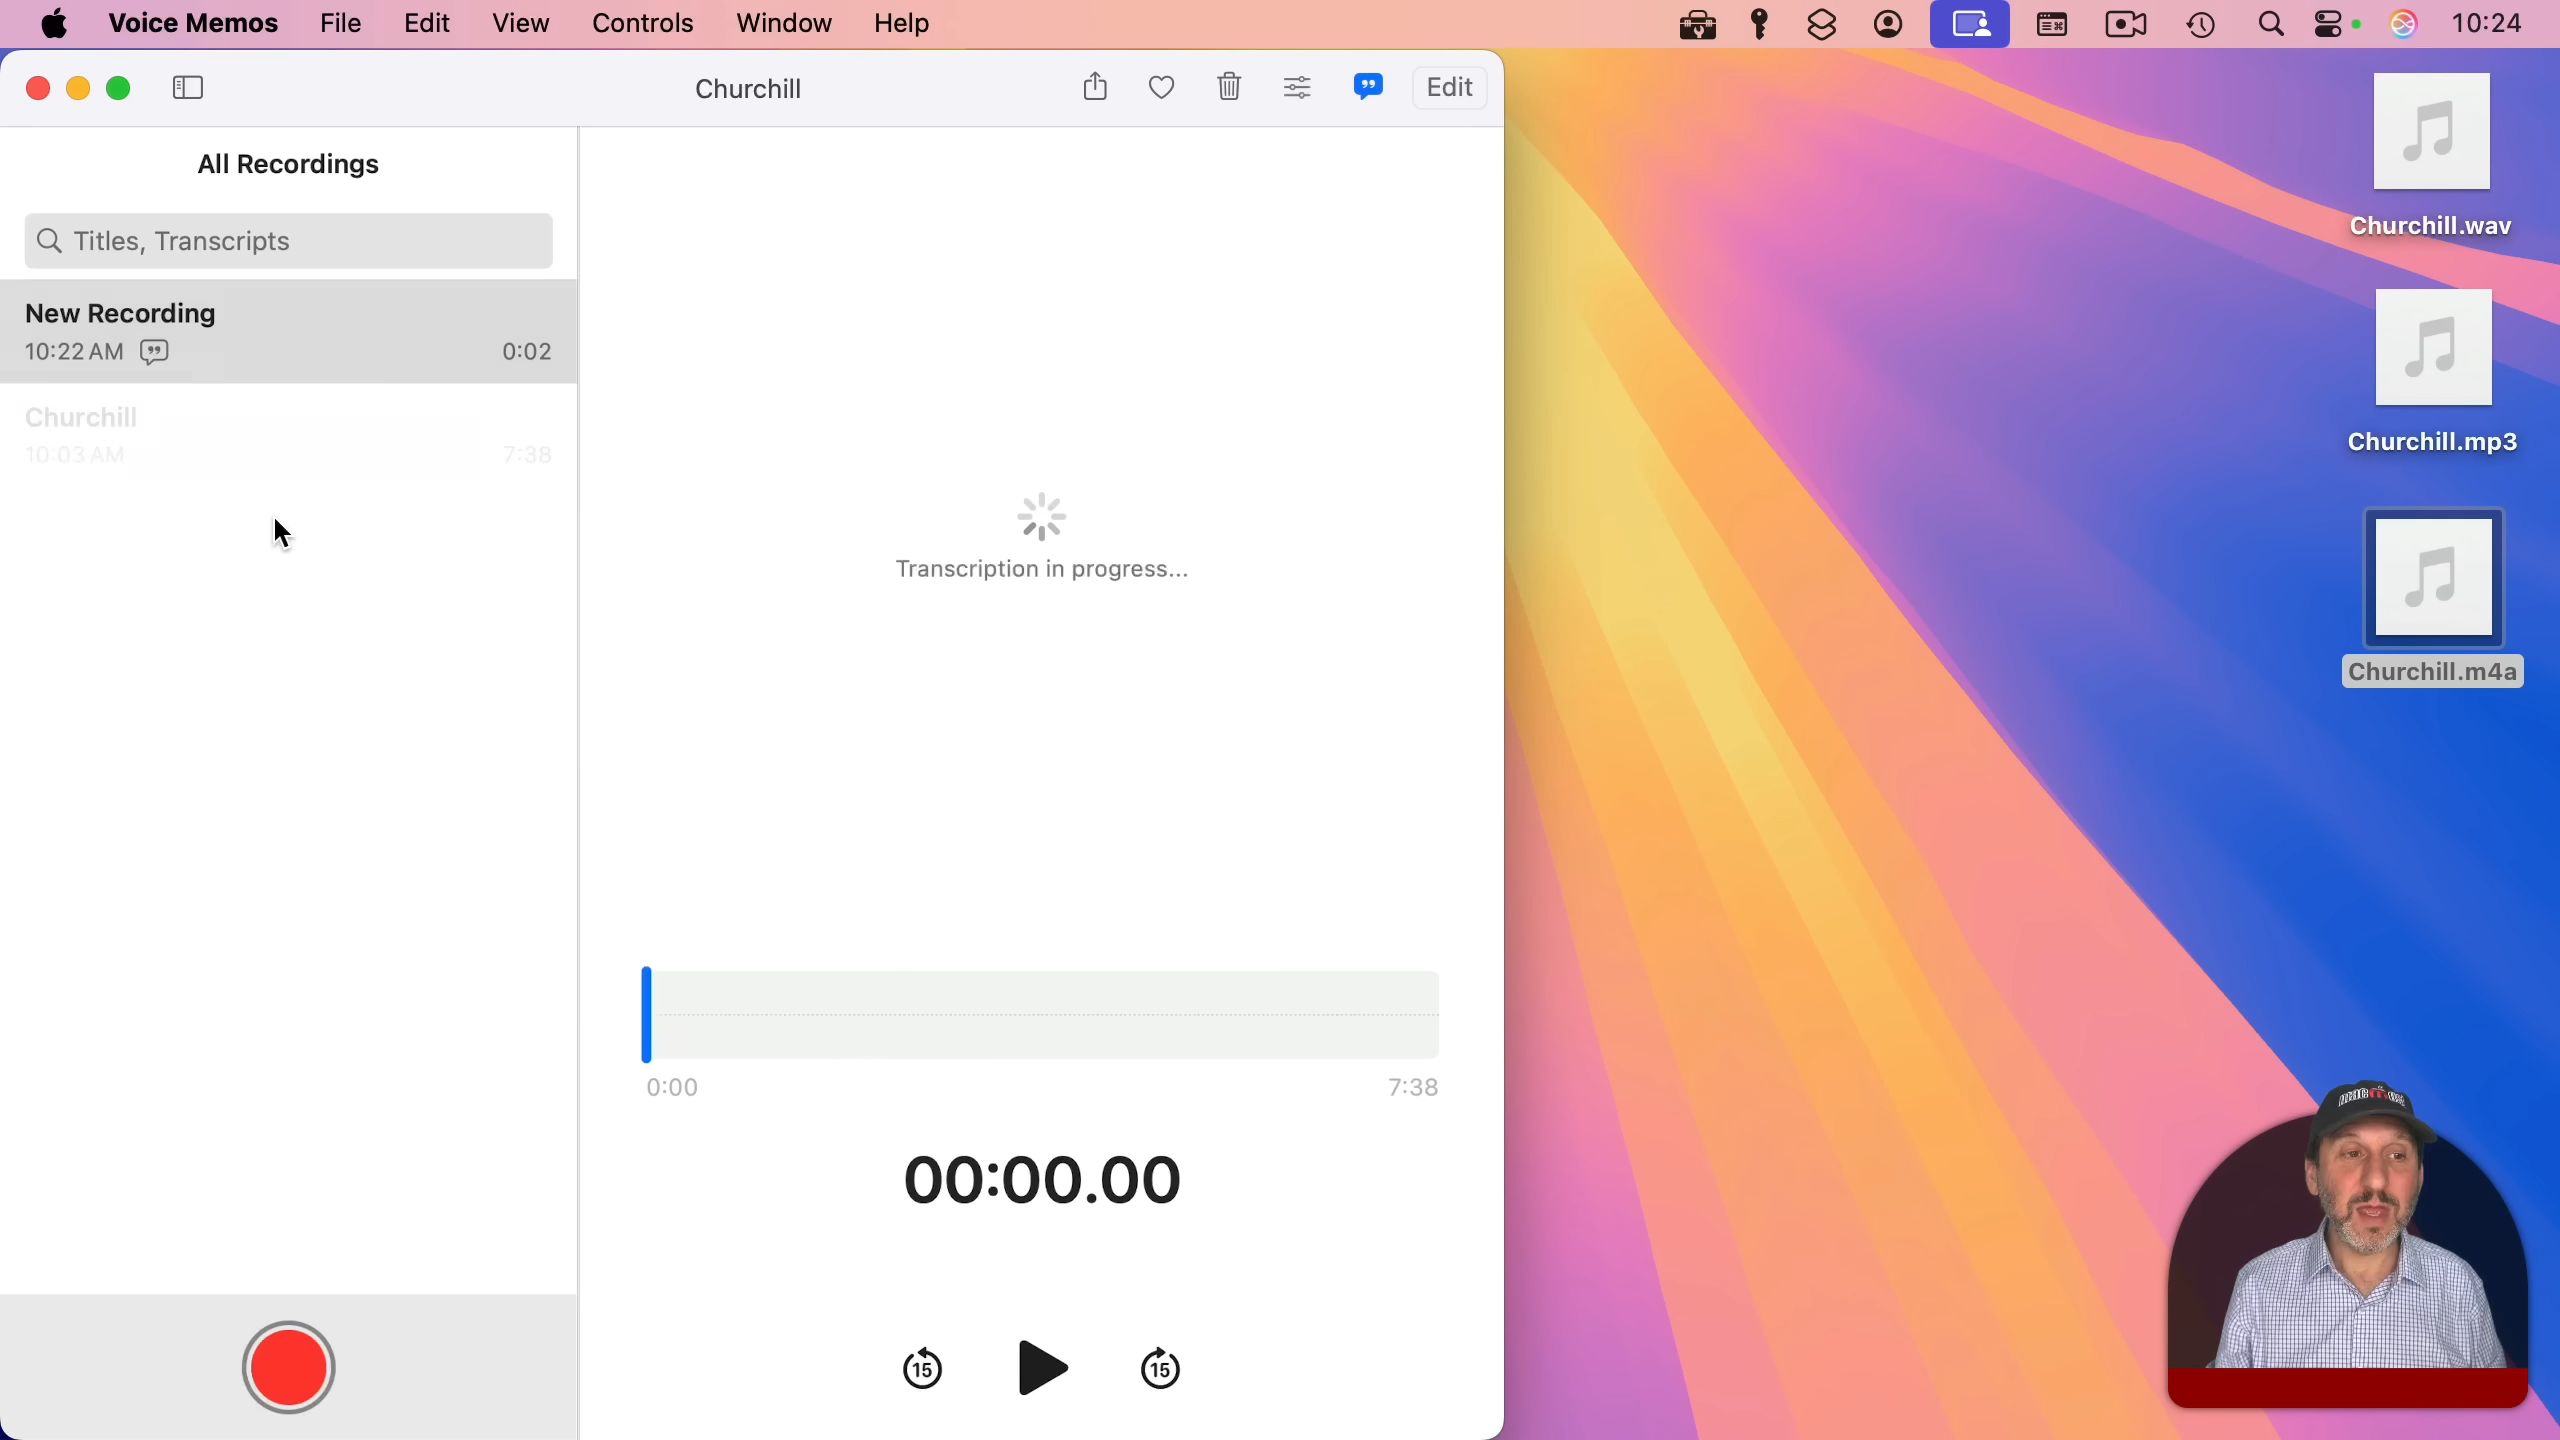 Voice Memos File Edit View Controls Window Help 10:24
Churchill Edit
All Recordings
Titles, Transcripts
New Recording
10:22 AM 0:02
Churchill
10:03 AM 7:38
Transcription in progress...
0:00 7:38
00:00.00
15 15
Churchill.wav
Churchill.mp3
Churchill.m4a